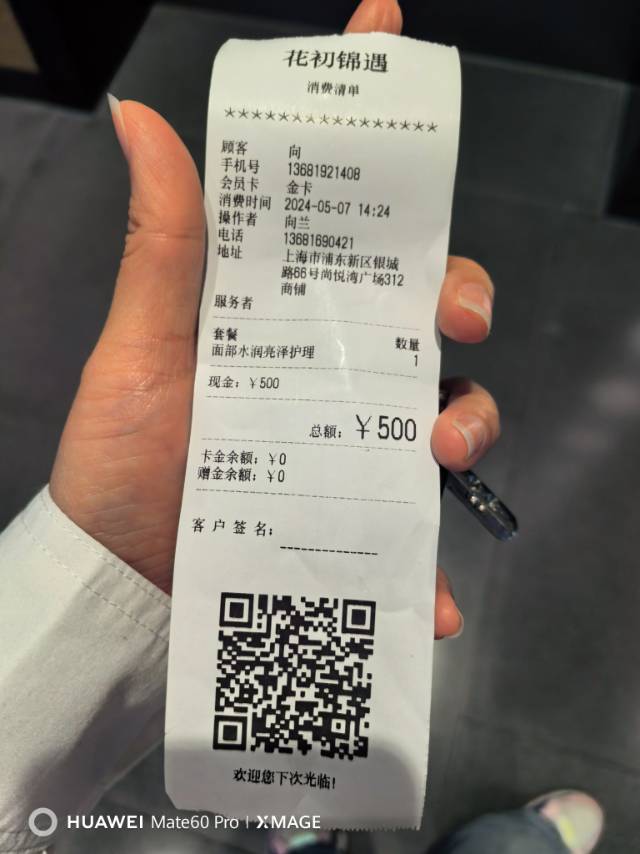 花初锦遇
消费清单
****************
顾客 向
手机号 13681921408
会员卡 金卡
消费时间 2024-05-07 14:24
操作者 向兰
电话 13681690421
地址 上海市浦东新区银城
路66号尚悦湾广场312
商铺
服务者
套餐 数量
面部水润亮泽护理 1
现金：￥500
总额：￥500
卡金余额：￥0
赠金余额：￥0
客户签名：
欢迎您下次光临!
HUAWEI Mate60 Pro | XMAGE